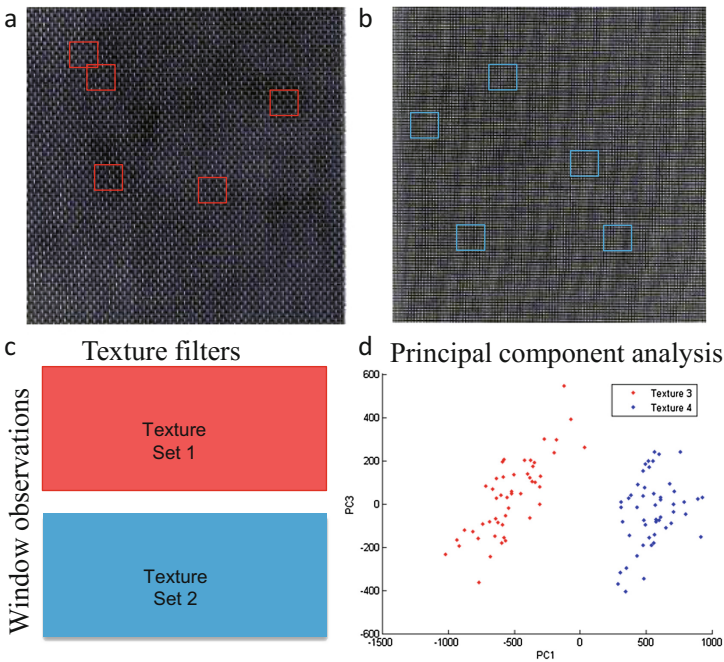 a
b
c
Texture filters
Window observations
Texture
Set 1
Texture
Set 2
d
Principal component analysis
600
400
200
0
-200
-400
-600
PC3
Texture 3
Texture 4
-1500
-1000
-500
0
500
1000
PC1